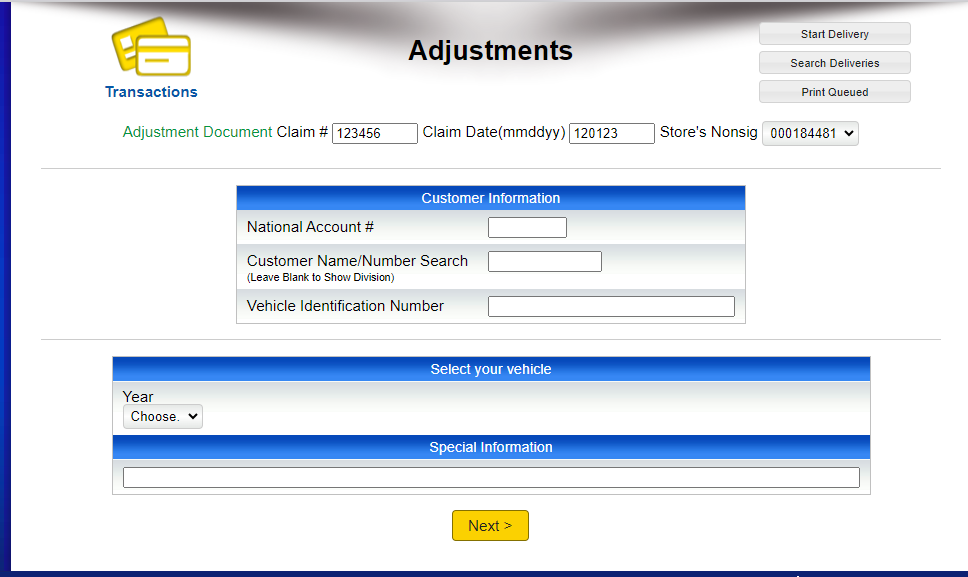 Adjustments
Transactions
Start Delivery
Search Deliveries
Print Queued
Adjustment Document Claim # 123456 Claim Date(mmddyy) 120123 Store's Nonsig 000184481
Customer Information
National Account #
Customer Name/Number Search
(Leave Blank to Show Division)
Vehicle Identification Number
Select your vehicle
Year
Choose.
Special Information
Next >